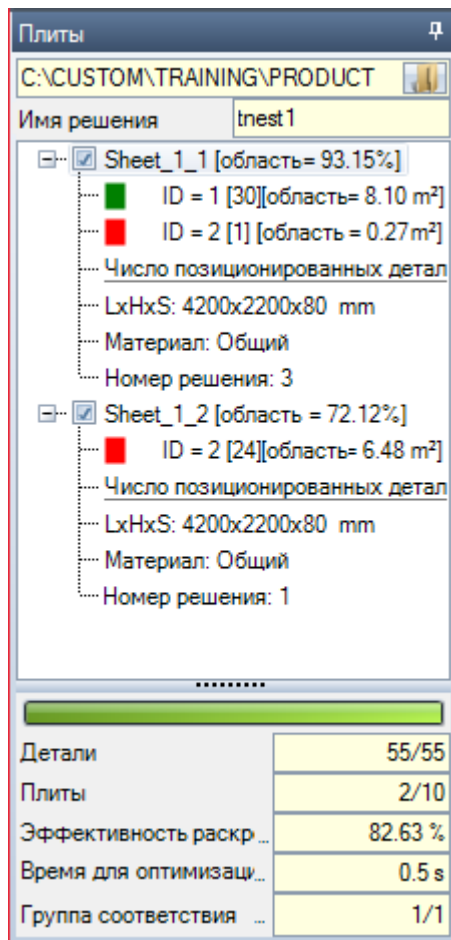 Плиты
C:\CUSTOM\TRAINING\PRODUCT
Имя решения tnest1
Sheet_1_1 [область= 93.15%]
ID = 1 [30][область= 8.10 m²]
ID = 2 [1] [область = 0.27m²]
Число позиционированных детал
LxHxS: 4200x2200x80 mm
Материал: Общий
Номер решения: 3
Sheet_1_2 [область = 72.12%]
ID = 2 [24][область= 6.48 m²]
Число позиционированных детал
LxHxS: 4200x2200x80 mm
Материал: Общий
Номер решения: 1
Детали 55/55
Плиты 2/10
Эффективность раскр... 82.63 %
Время для оптимизаци... 0.5 s
Группа соответствия ... 1/1